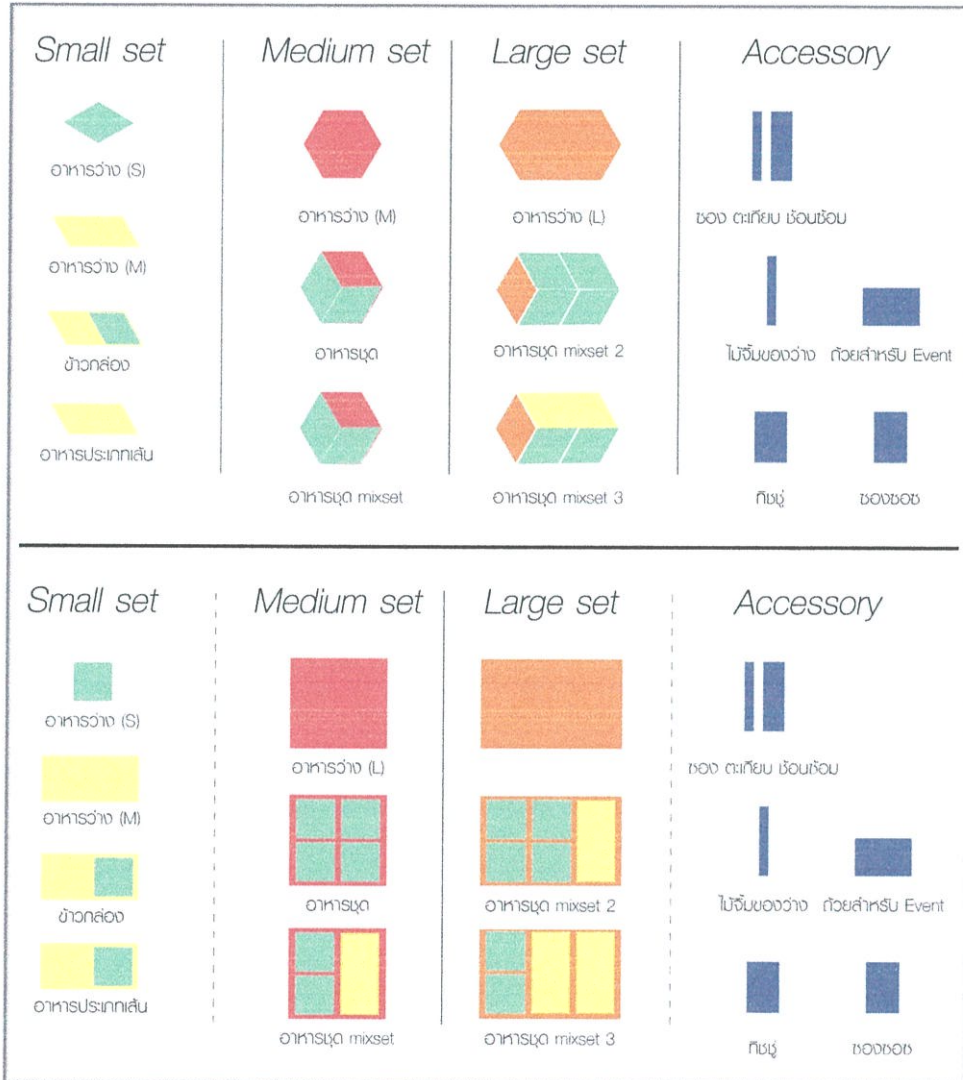 Small set
Medium set
Large set
Accessory
อาหารว่าง (S)
อาหารว่าง (M)
อาหารว่าง (L)
ซอง ตะเกียบ ช้อนซ้อม
อาหารว่าง (M)
อาหารชุด
อาหารชุด mixset 2
ไม้จิ้มของว่าง
ถ้วยสำหรับ Event
ข้าวกล่อง
อาหารประเภทเส้น
อาหารชุด mixset
อาหารชุด mixset 3
ทิชชู่
ซองซอซ
Small set
Medium set
Large set
Accessory
อาหารว่าง (S)
อาหารว่าง (L)
ซอง ตะเกียบ ช้อนซ้อม
อาหารว่าง (M)
ข้าวกล่อง
อาหารชุด
อาหารชุด mixset 2
ไม้จิ้มของว่าง
ถ้วยสำหรับ Event
อาหารประเภทเส้น
อาหารชุด mixset
อาหารชุด mixset 3
ทิชชู่
ซองซอซ